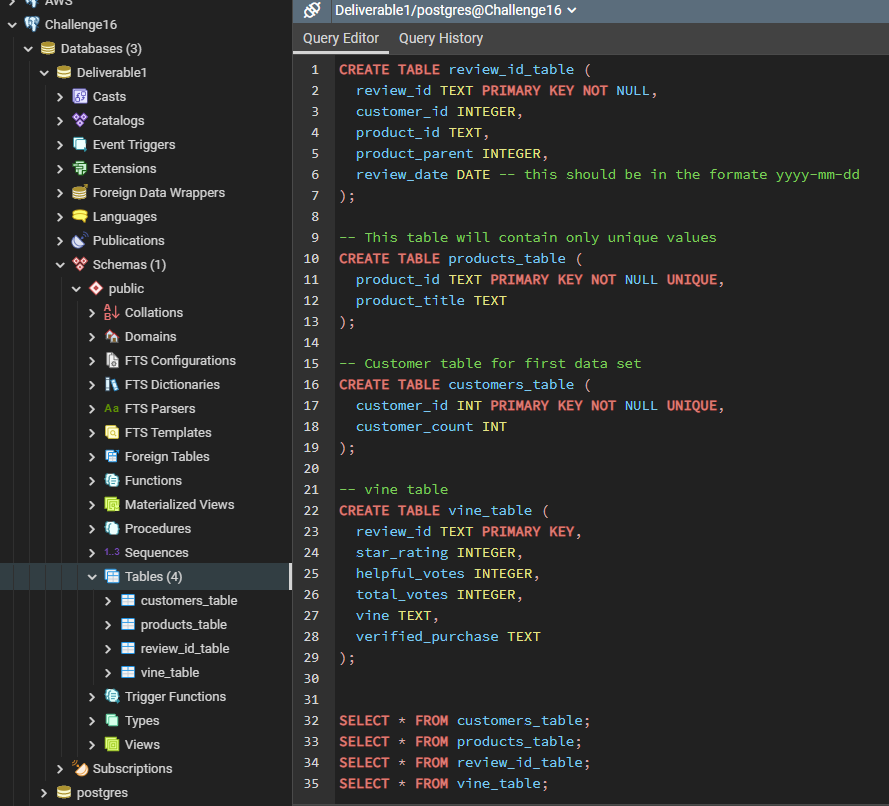 AWS
Challenge16
Databases (3)
Deliverable1
Casts
Catalogs
Event Triggers
Extensions
Foreign Data Wrappers
Languages
Publications
Schemas (1)
public
Collations
Domains
FTS Configurations
FTS Dictionaries
Aa FTS Parsers
FTS Templates
Foreign Tables
Functions
Materialized Views
Procedures
1..3 Sequences
Tables (4)
customers_table
products_table
review_id_table
vine_table
Trigger Functions
Types
Views
Subscriptions
postgres
Deliverable1/postgres@Challenge16
Query Editor Query History
1 CREATE TABLE review_id_table (
2 review_id TEXT PRIMARY KEY NOT NULL,
3 customer_id INTEGER,
4 product_id TEXT,
5 product_parent INTEGER,
6 review_date DATE -- this should be in the formate yyyy-mm-dd
7 );
8
9 -- This table will contain only unique values
10 CREATE TABLE products_table (
11 product_id TEXT PRIMARY KEY NOT NULL UNIQUE,
12 product_title TEXT
13 );
14
15 -- Customer table for first data set
16 CREATE TABLE customers_table (
17 customer_id INT PRIMARY KEY NOT NULL UNIQUE,
18 customer_count INT
19 );
20
21 -- vine table
22 CREATE TABLE vine_table (
23 review_id TEXT PRIMARY KEY,
24 star_rating INTEGER,
25 helpful_votes INTEGER,
26 total_votes INTEGER,
27 vine TEXT,
28 verified_purchase TEXT
29 );
30
31
32 SELECT * FROM customers_table;
33 SELECT * FROM products_table;
34 SELECT * FROM review_id_table;
35 SELECT * FROM vine_table;